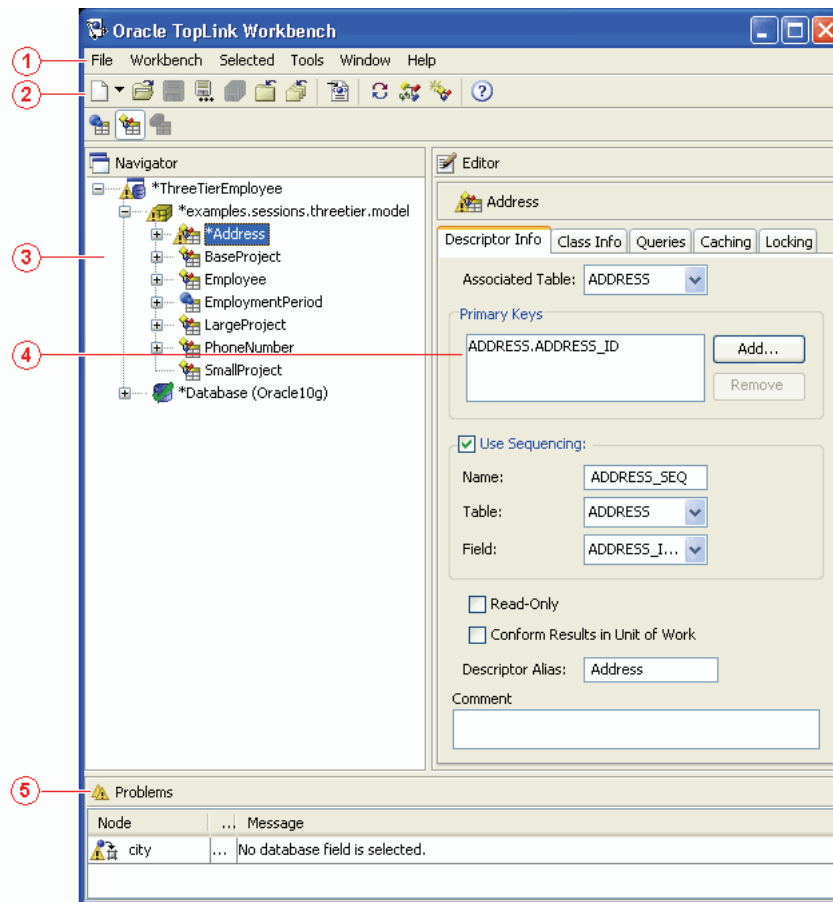 Oracle TopLink Workbench
1 File Workbench Selected Tools Window Help
2
Navigator
*ThreeTierEmployee
*examples.sessions.threetier.model
*Address
3 BaseProject
Employee
EmploymentPeriod
LargeProject
4 PhoneNumber
SmallProject
*Database (Oracle10g)
Editor
Address
Descriptor Info Class Info Queries Caching Locking
Associated Table: ADDRESS
Primary Keys
ADDRESS.ADDRESS_ID Add...
Remove
Use Sequencing:
Name: ADDRESS_SEQ
Table: ADDRESS
Field: ADDRESS_I...
Read-Only
Conform Results in Unit of Work
Descriptor Alias: Address
Comment
5 Problems
Node ... Message
city ... No database field is selected.